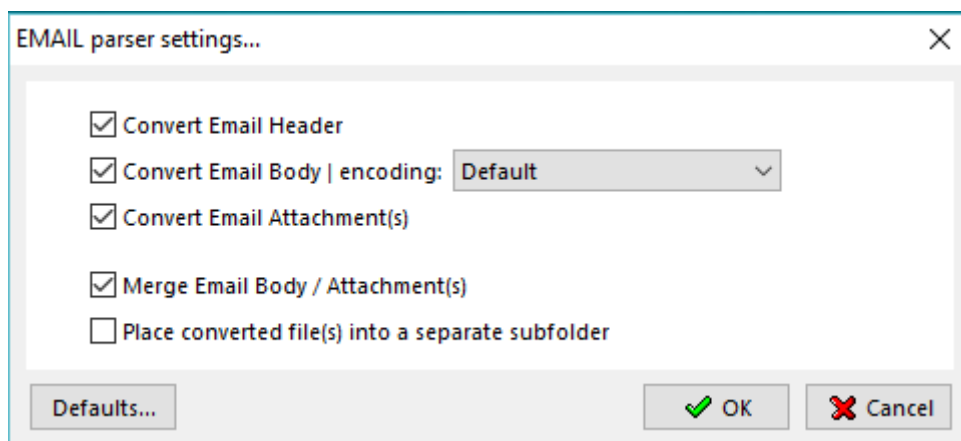 EMAIL parser settings...
Convert Email Header
Convert Email Body | encoding: Default
Convert Email Attachment(s)
Merge Email Body / Attachment(s)
Place converted file(s) into a separate subfolder
Defaults... OK Cancel